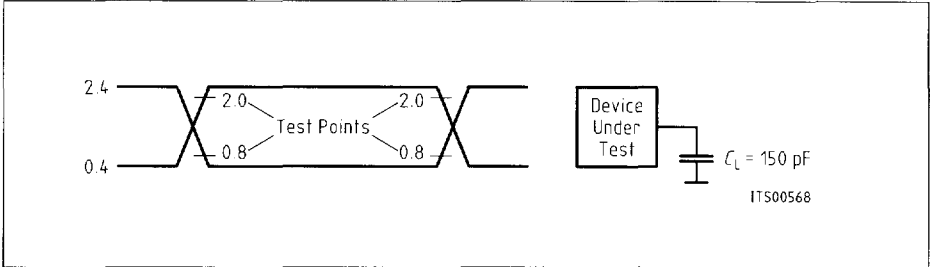 2.4
2.0
2.0
Test Points
0.8
0.8
0.4
Device
Under
Test
C_L = 150 pF
ITS00568